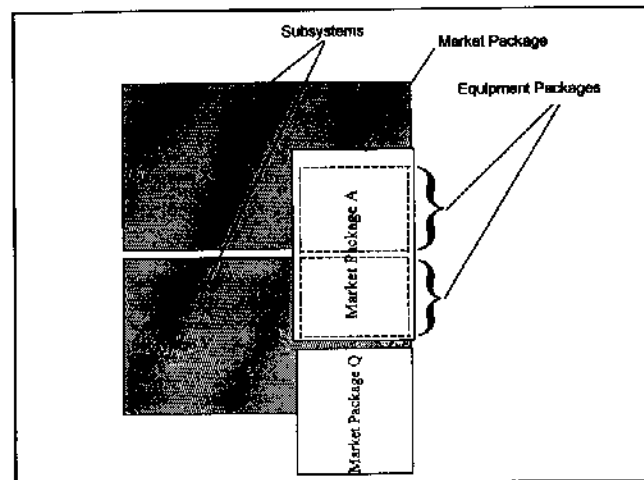 Subsystems
Market Package
Equipment Packages
Market Package A
Market Package Q